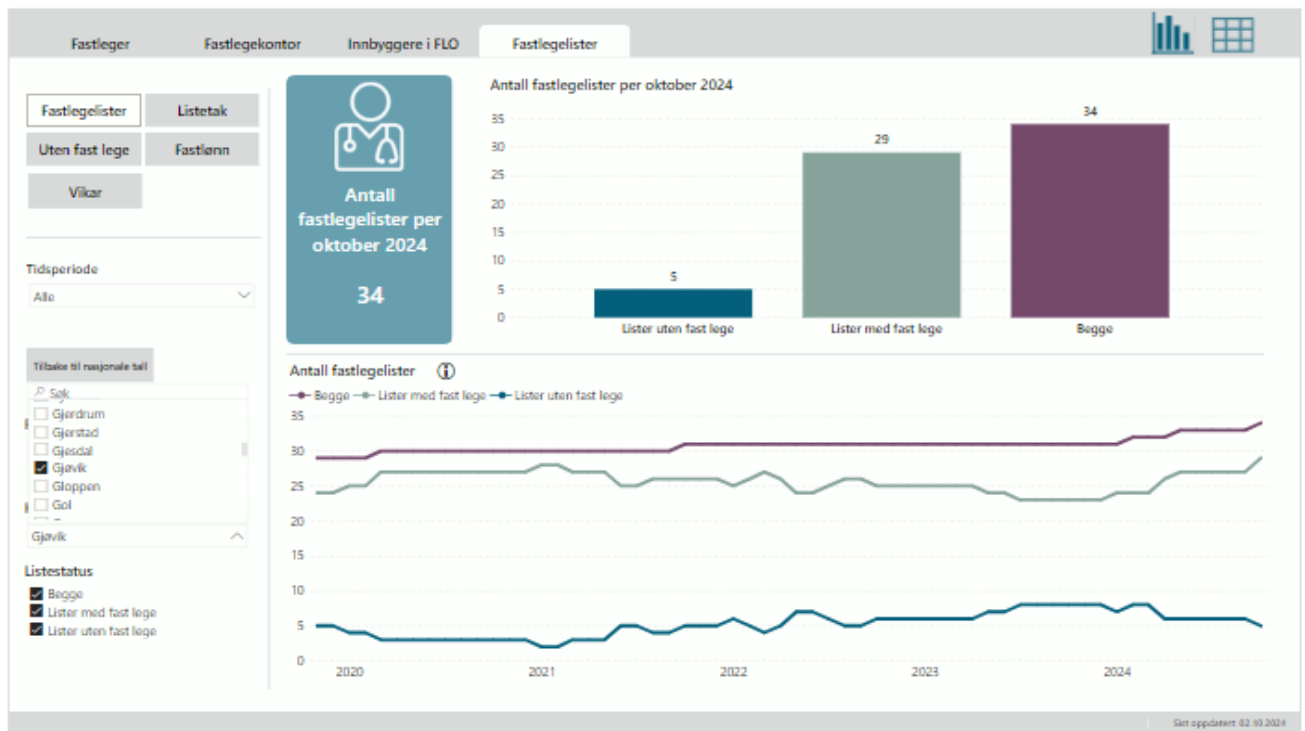 Fastleger
Fastlegekontor
Innbyggere i FLO
Fastlegelister
Fastlegelister
Listetak
Uten fast lege
Fastlønn
Vikar
Tidsperiode
Alle
Tilbake til nasjonale tall
Søk
Gjerdrum
Gjerstad
Gjesdal
Gjøvik
Gloppen
Gol
Gjøvik
Listestatus
Begge
Lister med fast lege
Lister uten fast lege
Antall
fastlegelister per
oktober 2024
34
Antall fastlegelister per oktober 2024
35
30
25
20
15
10
5
0
5
29
34
Lister uten fast lege
Lister med fast lege
Begge
Antall fastlegelister
Begge Lister med fast lege Lister uten fast lege
35
30
25
20
15
10
5
0
2020
2021
2022
2023
2024
Sist oppdatert 02.10.2024